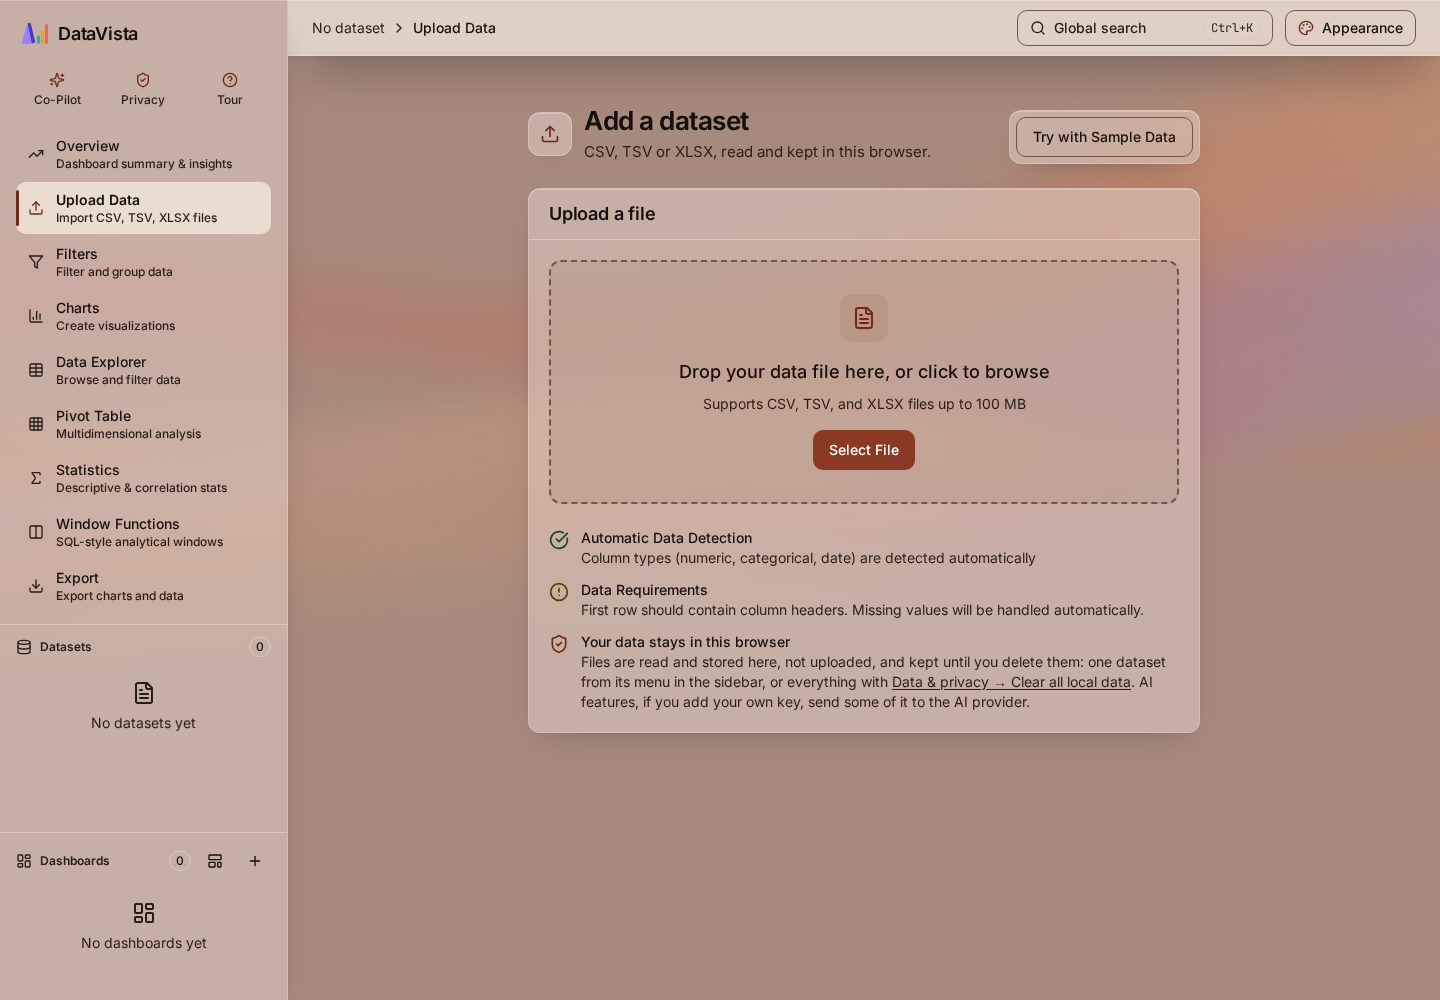 DataVista
Co-Pilot
Privacy
Tour
Overview
Dashboard summary & insights
Upload Data
Import CSV, TSV, XLSX files
Filters
Filter and group data
Charts
Create visualizations
Data Explorer
Browse and filter data
Pivot Table
Multidimensional analysis
Statistics
Descriptive & correlation stats
Window Functions
SQL-style analytical windows
Export
Export charts and data
Datasets
0
No datasets yet
Dashboards
0
No dashboards yet
No dataset
Upload Data
Global search
Ctrl+K
Appearance
Add a dataset
CSV, TSV or XLSX, read and kept in this browser.
Try with Sample Data
Upload a file
Drop your data file here, or click to browse
Supports CSV, TSV, and XLSX files up to 100 MB
Select File
Automatic Data Detection
Column types (numeric, categorical, date) are detected automatically
Data Requirements
First row should contain column headers. Missing values will be handled automatically.
Your data stays in this browser
Files are read and stored here, not uploaded, and kept until you delete them: one dataset
from its menu in the sidebar, or everything with Data & privacy → Clear all local data. AI
features, if you add your own key, send some of it to the AI provider.